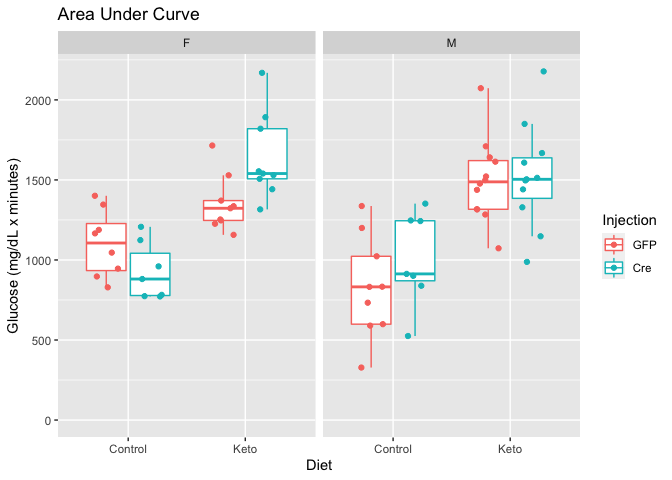 Area Under Curve
F
M
Glucose (mg/dL x minutes)
2000
1500
1000
500
0
Control
Keto
Control
Keto
Diet
Injection
GFP
Cre